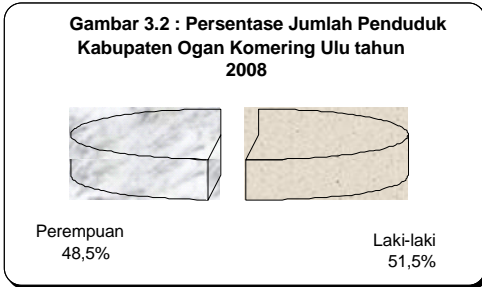 Gambar 3.2 : Persentase Jumlah Penduduk
Kabupaten Ogan Komering Ulu tahun
2008
Perempuan
48,5%
Laki-laki
51,5%